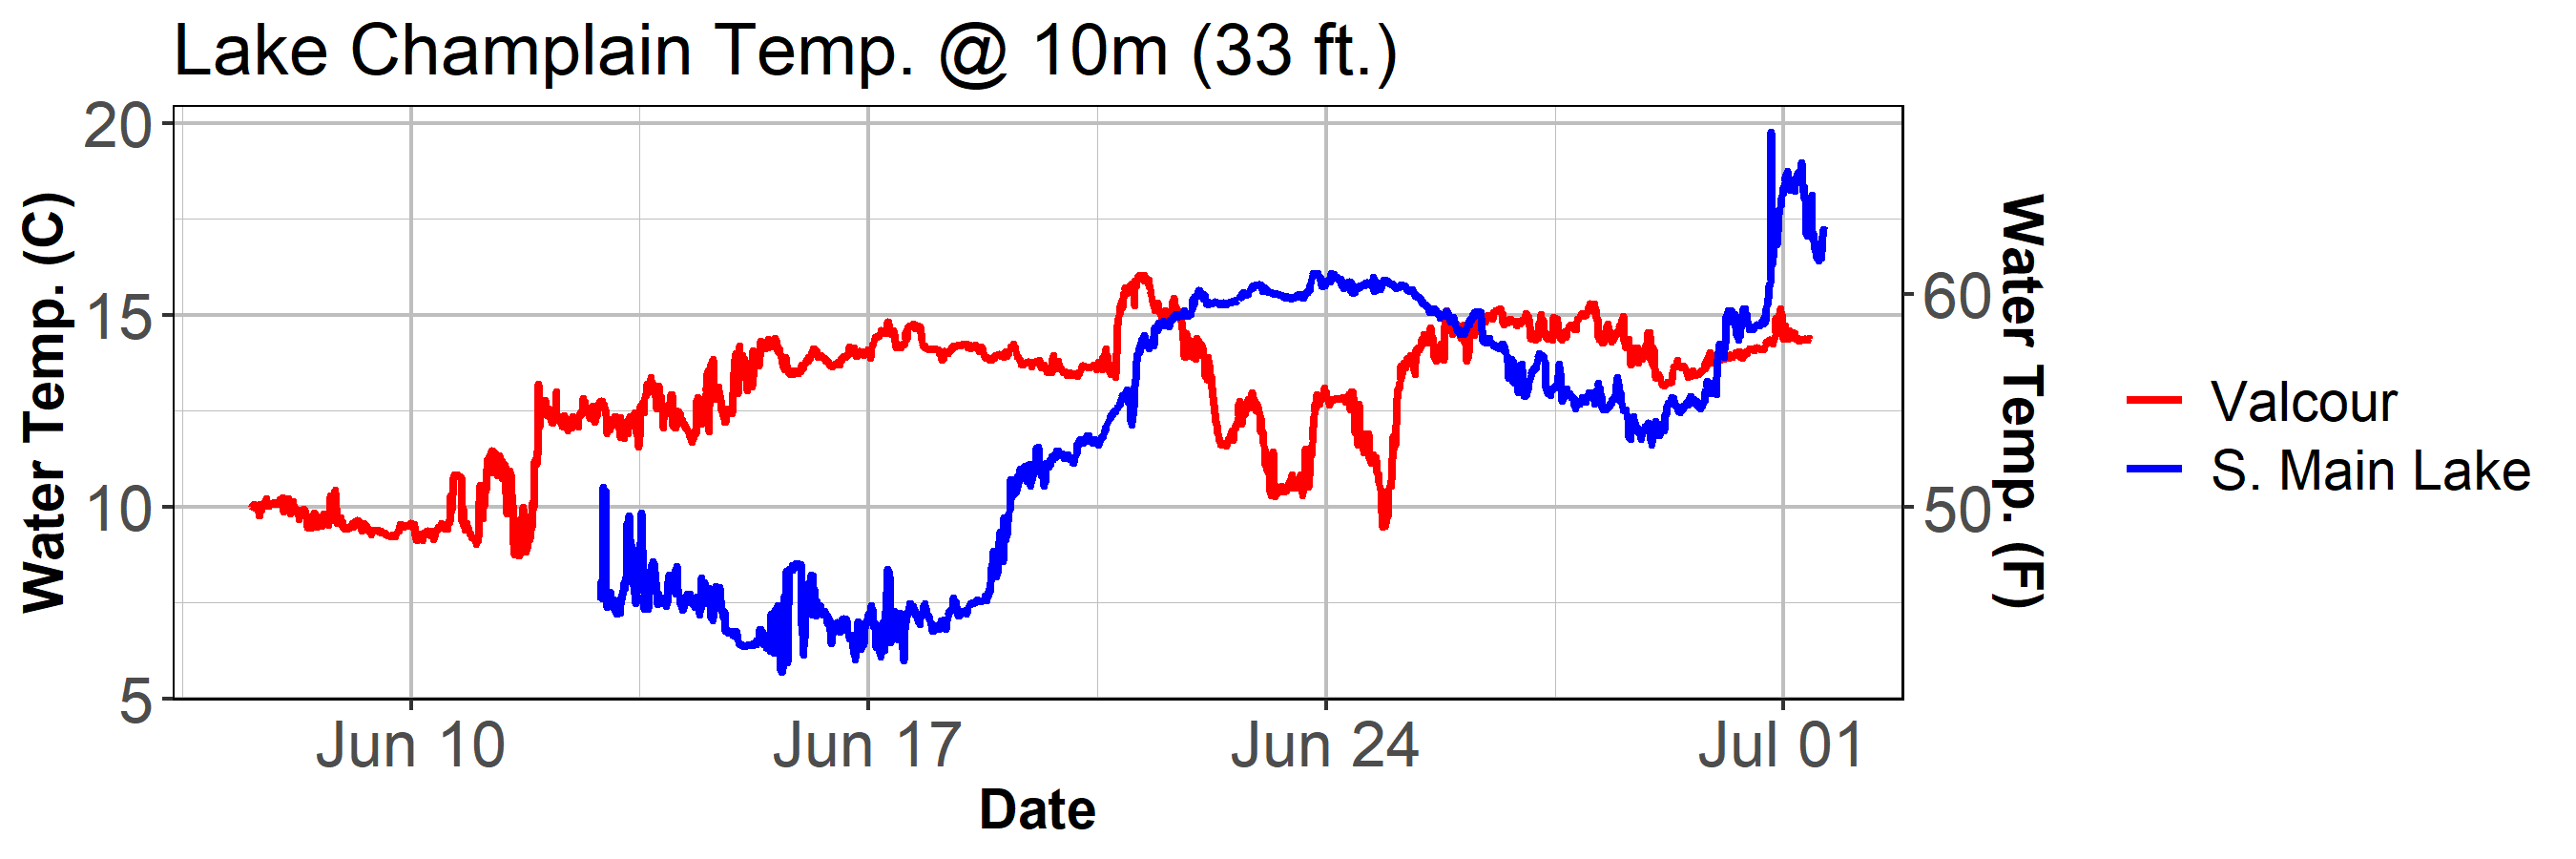 Lake Champlain Temp. @ 10m (33 ft.)
Water Temp. (C)
20
15
10
5
60
50
Water Temp. (F)
Jun 10
Jun 17
Jun 24
Jul 01
Date
Valcour
S. Main Lake